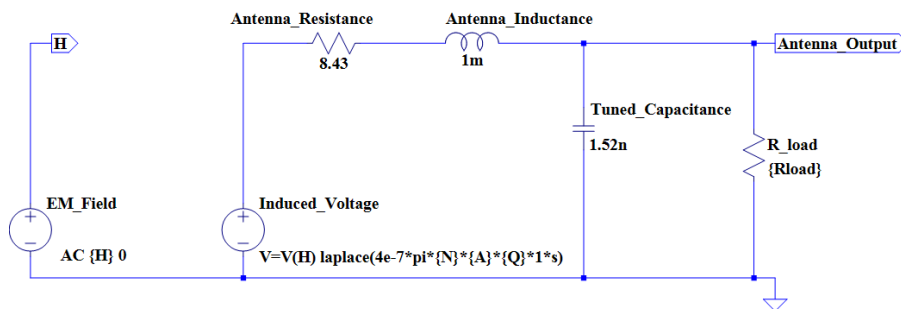 Antenna_Resistance
Antenna_Inductance
H
Antenna_Output
8.43
1m
Tuned_Capacitance
1.52n
R_load
{Rload}
EM_Field
Induced_Voltage
AC {H} 0
V=V(H) laplace(4e-7*pi*{N}*{A}*{Q}*1*s)